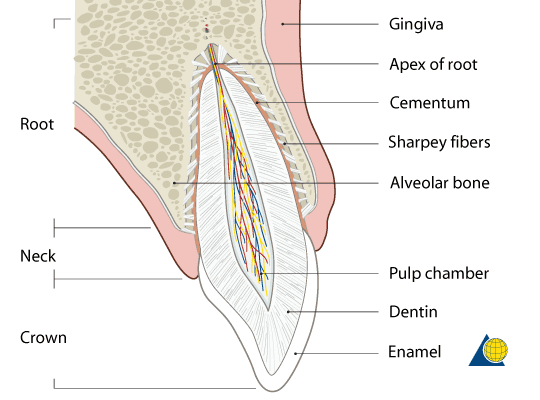 Gingiva
Apex of root
Cementum
Root
Sharpey fibers
Alveolar bone
Neck
Pulp chamber
Dentin
Crown
Enamel